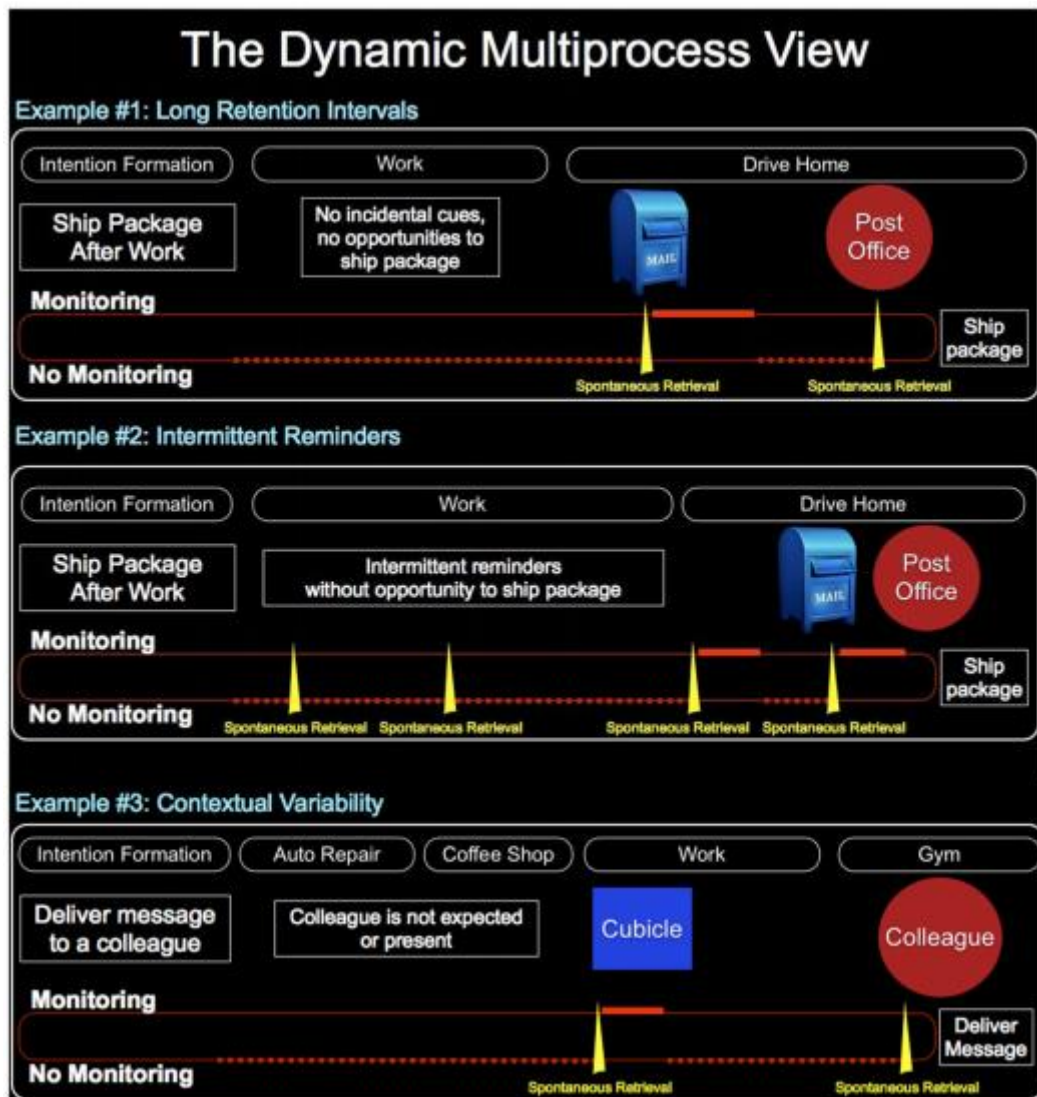 The Dynamic Multiprocess View
Example #1: Long Retention Intervals
Intention Formation
Work
Drive Home
Ship Package
After Work
No incidental cues,
no opportunities to
ship package
MAIL
Post
Office
Monitoring
Ship
package
No Monitoring
Spontaneous Retrieval
Spontaneous Retrieval
Example #2: Intermittent Reminders
Intention Formation
Work
Drive Home
Ship Package
After Work
Intermittent reminders
without opportunity to ship package
MAIL
Post
Office
Monitoring
Ship
package
No Monitoring
Spontaneous Retrieval
Spontaneous Retrieval
Spontaneous Retrieval
Spontaneous Retrieval
Example #3: Contextual Variability
Intention Formation
Auto Repair
Coffee Shop
Work
Gym
Deliver message
to a colleague
Colleague is not expected
or present
Cubicle
Colleague
Monitoring
Deliver
Message
No Monitoring
Spontaneous Retrieval
Spontaneous Retrieval